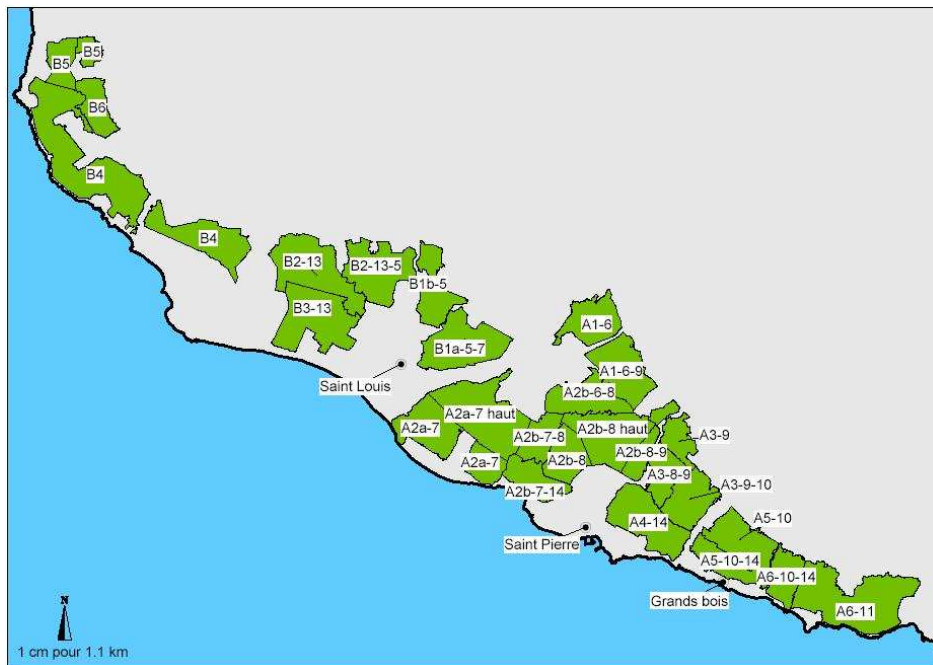 B5
B5
B6
B4
B4
B2-13
B2-13-5
B1b-5
B3-13
A1-6
B1a-5-7
Saint Louis
A1-6-9
A2b-6-8
A2a-7 haut
A2a-7
A2b-7-8
A2b-8 haut
A3-9
A2b-8-9
A2a-7
A2b-8
A3-8-9
A3-9-10
A2b-7-14
A4-14
A5-10
Saint Pierre
A5-10-14
A6-10-14
Grands bois
A6-11
N
1 cm pour 1.1 km